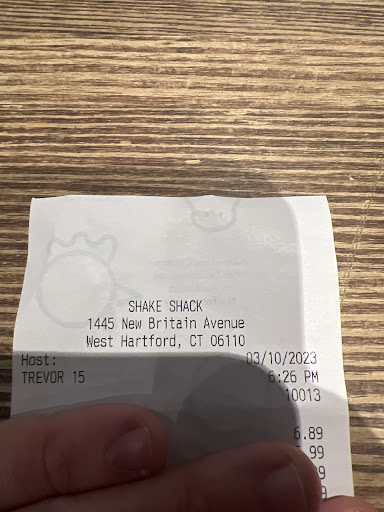 SHAKE SHACK
1445 New Britain Avenue
West Hartford, CT 06110
Host: 03/10/2023
TREVOR 15 6:26 PM
10013
6.89
.99